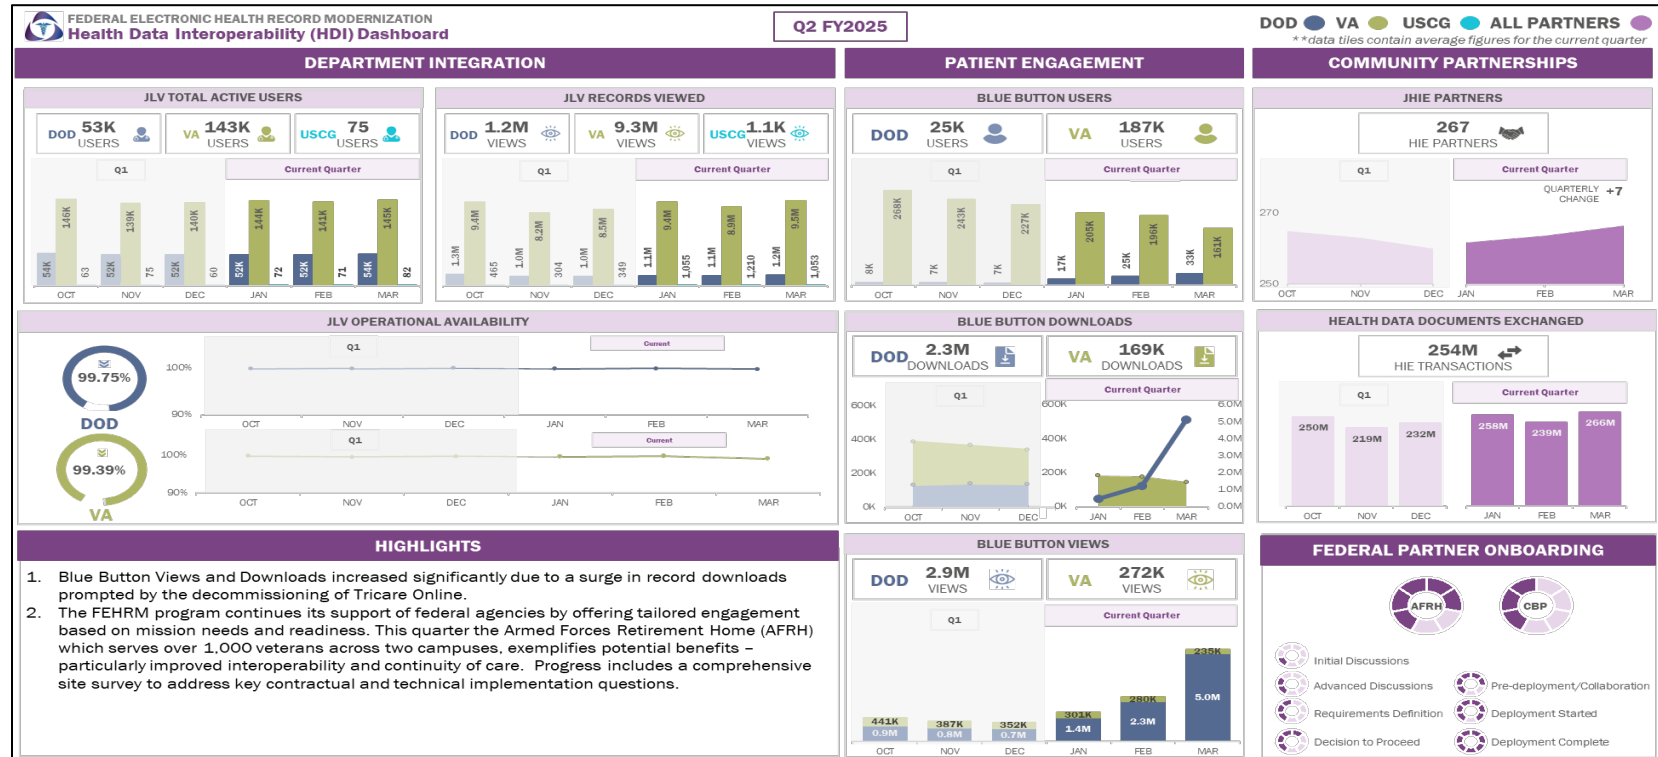 FEDERAL ELECTRONIC HEALTH RECORD MODERNIZATION
Health Data Interoperability (HDI) Dashboard
Q2 FY2025
DOD VA USCG ALL PARTNERS
**data tiles contain average figures for the current quarter
DEPARTMENT INTEGRATION
JLV TOTAL ACTIVE USERS
DOD 53K USERS
VA 143K USERS
USCG 75 USERS
Q1
Current Quarter
54K 146K 63
52K 139K 75
52K 140K 60
52K 144K 72
52K 141K 71
54K 145K 82
OCT NOV DEC JAN FEB MAR
JLV RECORDS VIEWED
DOD 1.2M VIEWS
VA 9.3M VIEWS
USCG 1.1K VIEWS
Q1
Current Quarter
1.3M 9.4M 465
1.0M 8.2M 304
1.0M 8.5M 349
1.1M 9.4M 1,055
1.1M 8.9M 1,210
1.2M 9.5M 1,053
OCT NOV DEC JAN FEB MAR
JLV OPERATIONAL AVAILABILITY
99.75%
DOD
Q1
Current
100%
90%
OCT NOV DEC JAN FEB MAR
99.39%
VA
Q1
Current
100%
90%
OCT NOV DEC JAN FEB MAR
HIGHLIGHTS
1. Blue Button Views and Downloads increased significantly due to a surge in record downloads
prompted by the decommissioning of Tricare Online.
2. The FEHRM program continues its support of federal agencies by offering tailored engagement
based on mission needs and readiness. This quarter the Armed Forces Retirement Home (AFRH)
which serves over 1,000 veterans across two campuses, exemplifies potential benefits –
particularly improved interoperability and continuity of care. Progress includes a comprehensive
site survey to address key contractual and technical implementation questions.
PATIENT ENGAGEMENT
BLUE BUTTON USERS
DOD 25K USERS
VA 187K USERS
Q1
Current Quarter
8K 268K
7K 243K
7K 227K
17K 205K
25K 196K
33K 161K
OCT NOV DEC JAN FEB MAR
BLUE BUTTON DOWNLOADS
DOD 2.3M DOWNLOADS
VA 169K DOWNLOADS
Q1
Current Quarter
600K
400K
200K
0K
OCT NOV DEC
600K
400K
200K
0K
6.0M
5.0M
4.0M
3.0M
2.0M
1.0M
0.0M
JAN FEB MAR
BLUE BUTTON VIEWS
DOD 2.9M VIEWS
VA 272K VIEWS
Q1
Current Quarter
441K 0.9M
387K 0.8M
352K 0.7M
301K 1.4M
280K 2.3M
235K 5.0M
OCT NOV DEC JAN FEB MAR
COMMUNITY PARTNERSHIPS
JHIE PARTNERS
267
HIE PARTNERS
Q1
Current Quarter
QUARTERLY CHANGE +7
270
250
OCT NOV DEC JAN FEB MAR
HEALTH DATA DOCUMENTS EXCHANGED
254M
HIE TRANSACTIONS
Q1
Current Quarter
250M 219M 232M 258M 239M 266M
OCT NOV DEC JAN FEB MAR
FEDERAL PARTNER ONBOARDING
AFRH
CBP
Initial Discussions
Advanced Discussions
Requirements Definition
Decision to Proceed
Pre-deployment/Collaboration
Deployment Started
Deployment Complete